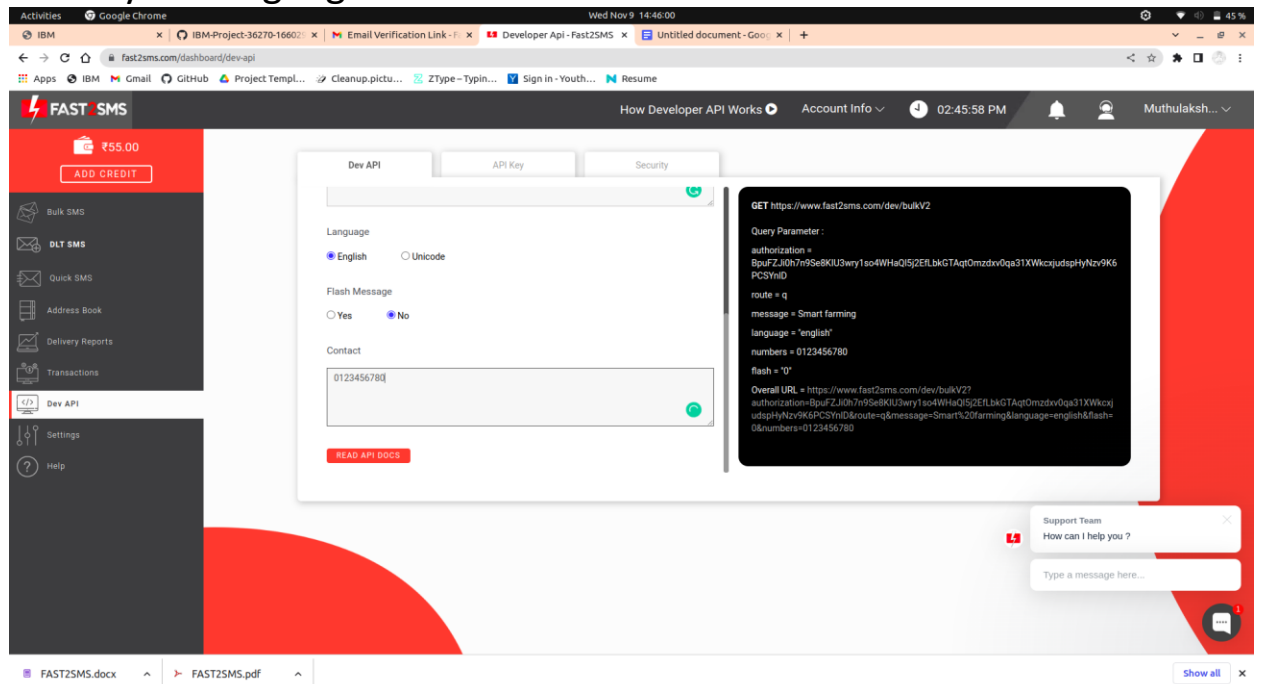 Activities Google Chrome Wed Nov 9 14:46:00 45 %
IBM IBM-Project-36270-16602 Email Verification Link - F Developer Api - Fast2SMS Untitled document - Goog
fast2sms.com/dashboard/dev-api
Apps IBM Gmail GitHub Project Templ... Cleanup.pictu... ZType – Typin... Sign in - Youth... Resume
FAST2SMS How Developer API Works Account Info 02:45:58 PM Muthulaksh...
₹55.00
ADD CREDIT
Bulk SMS
DLT SMS
Quick SMS
Address Book
Delivery Reports
Transactions
Dev API
Settings
Help
Dev API API Key Security
Language
English Unicode
Flash Message
Yes No
Contact
0123456780
READ API DOCS
GET https://www.fast2sms.com/dev/bulkV2
Query Parameter :
authorization =
BpuFZJi0h7n9Se8KIU3wry1so4WHaQI5j2EfLbkGTAqtOmzdxv0qa31XWkcxjudspHyNzv9K6
PCSYnID
route = q
message = Smart farming
language = "english"
numbers = 0123456780
flash = "0"
Overall URL = https://www.fast2sms.com/dev/bulkV2?
authorization=BpuFZJi0h7n9Se8KIU3wry1so4WHaQI5j2EfLbkGTAqtOmzdxv0qa31XWkcxj
udspHyNzv9K6PCSYnID&route=q&message=Smart%20farming&language=english&flash=
0&numbers=0123456780
Support Team
How can I help you ?
Type a message here...
1
FAST2SMS.docx FAST2SMS.pdf Show all